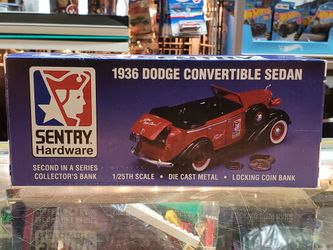 1936 DODGE CONVERTIBLE SEDAN
SENTRY
Hardware
SECOND IN A SERIES
COLLECTOR'S BANK
1/25TH SCALE • DIE CAST METAL • LOCKING COIN BANK